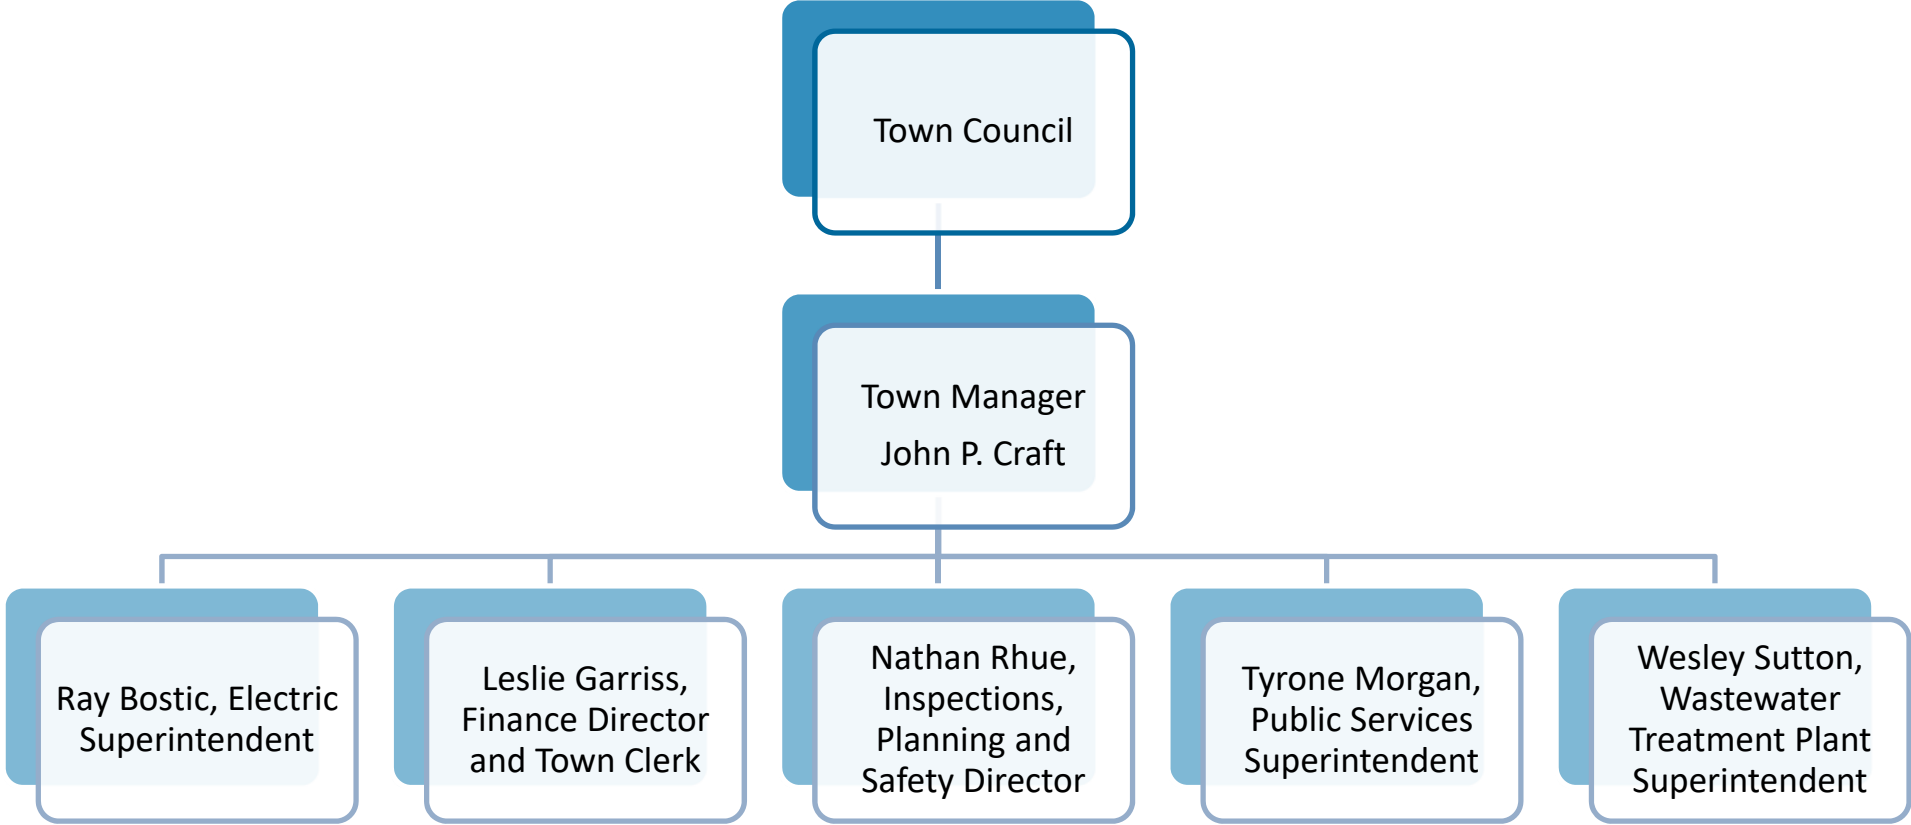 Town Council
Town Manager
John P. Craft
Ray Bostic, Electric
Superintendent
Leslie Garriss,
Finance Director
and Town Clerk
Nathan Rhue,
Inspections,
Planning and
Safety Director
Tyrone Morgan,
Public Services
Superintendent
Wesley Sutton,
Wastewater
Treatment Plant
Superintendent